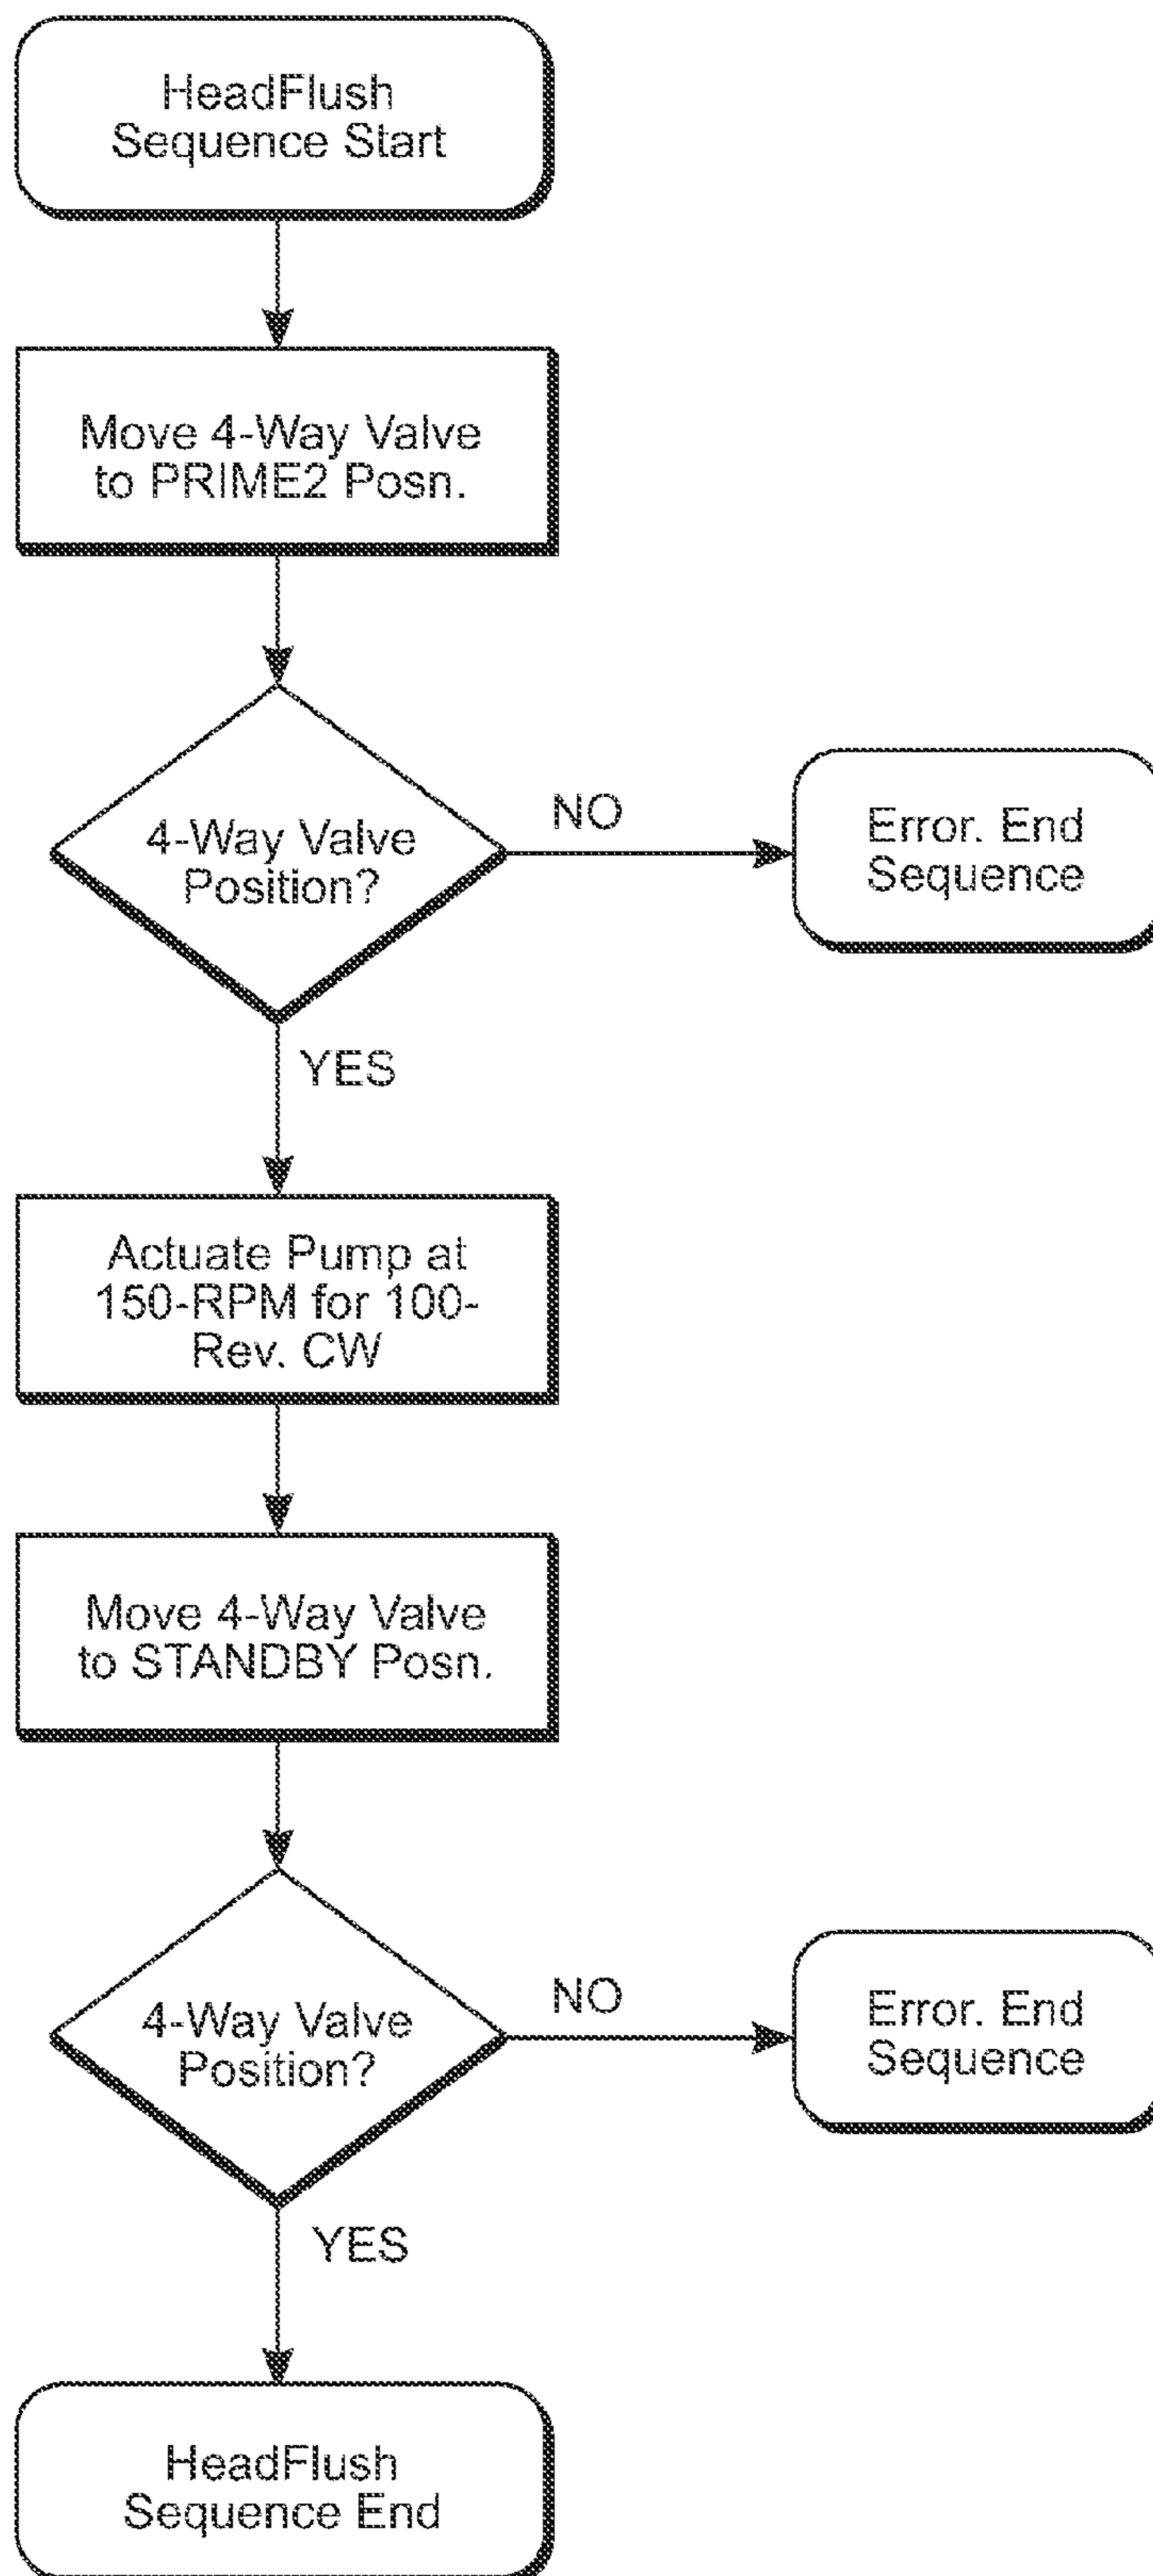 HeadFlush
Sequence Start
Move 4-Way Valve
to PRIME2 Posn.
4-Way Valve
Position?
NO
Error. End
Sequence
YES
Actuate Pump at
150-RPM for 100-
Rev. CW
Move 4-Way Valve
to STANDBY Posn.
4-Way Valve
Position?
NO
Error. End
Sequence
YES
HeadFlush
Sequence End